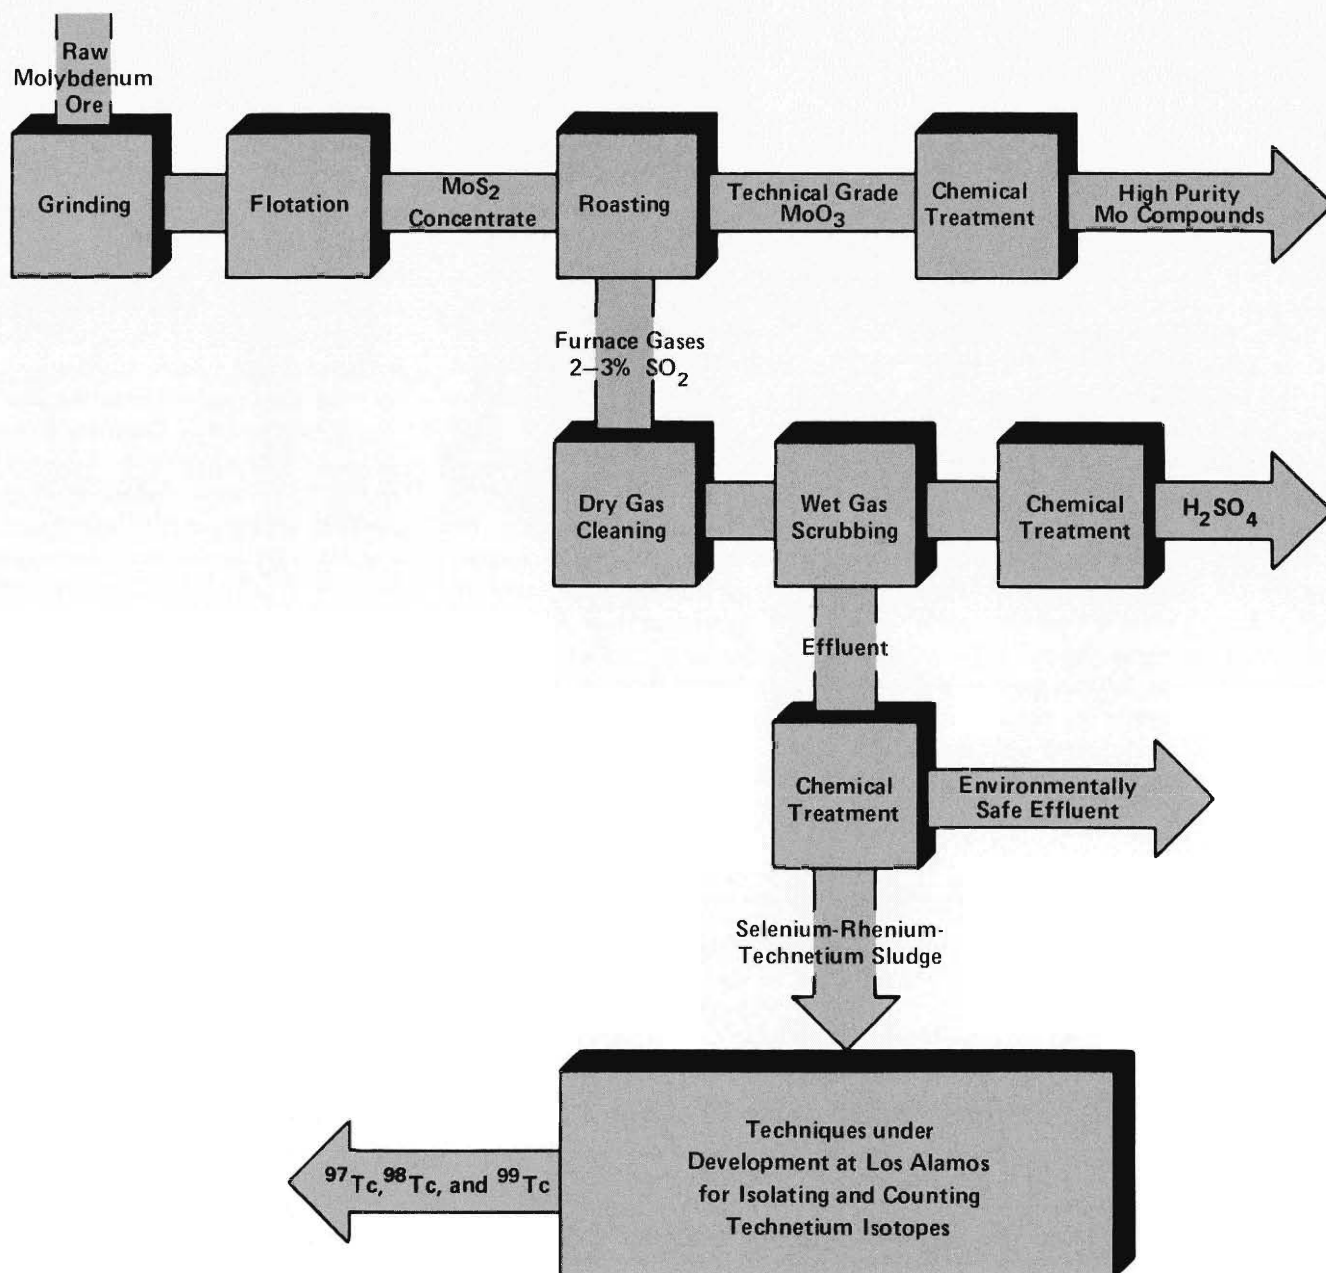 Raw
Molybdenum
Ore
Grinding
Flotation
MoS₂
Concentrate
Roasting
Technical Grade
MoO₃
Chemical
Treatment
High Purity
Mo Compounds
Furnace Gases
2–3% SO₂
Dry Gas
Cleaning
Wet Gas
Scrubbing
Chemical
Treatment
H₂SO₄
Effluent
Chemical
Treatment
Environmentally
Safe Effluent
Selenium-Rhenium-
Technetium Sludge
Techniques under
Development at Los Alamos
for Isolating and Counting
Technetium Isotopes
⁹⁷Tc, ⁹⁸Tc, and ⁹⁹Tc